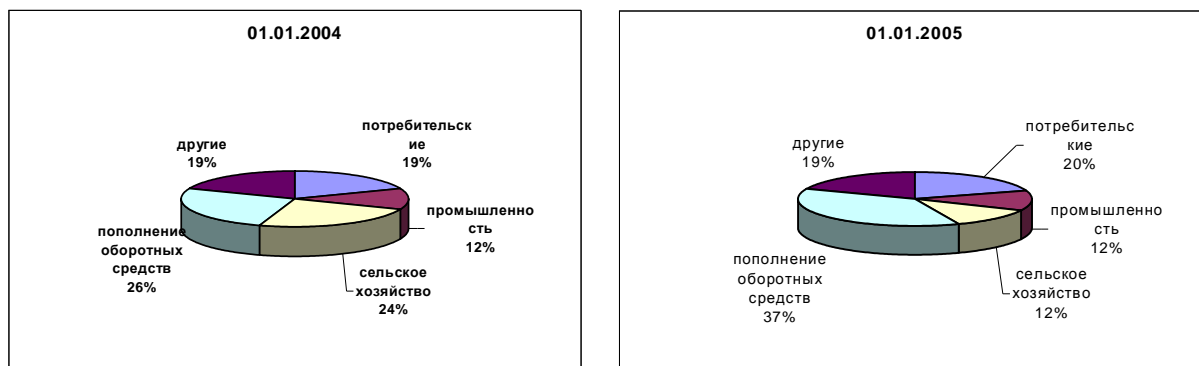 01.01.2004
потребительск
ие
19%
другие
19%
промышленно
сть
12%
пополнение
оборотных
средств
26%
сельское
хозяйство
24%
01.01.2005
потребительс
кие
20%
другие
19%
промышленно
сть
12%
пополнение
оборотных
средств
37%
сельское
хозяйство
12%